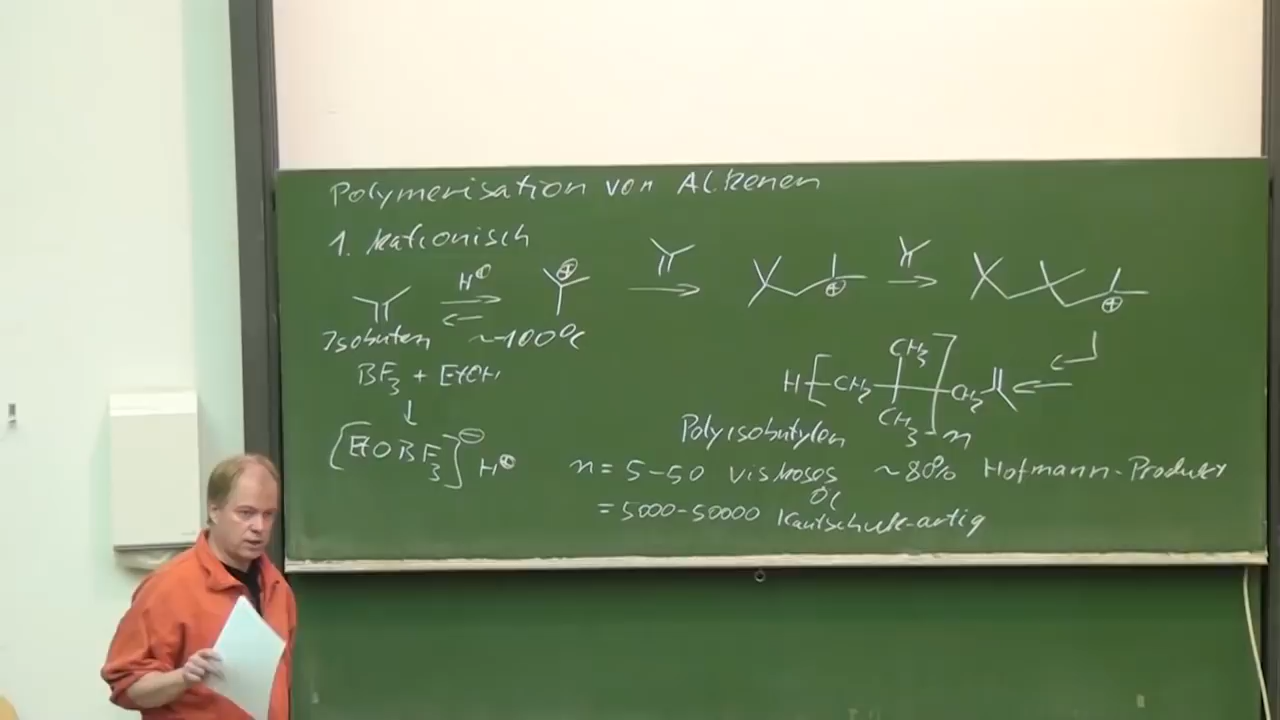 Polymerisation von Alkenen
1. Kationisch
H⊕
⊕
⊕
⊕
Isobuten ~-100°C
BF3 + EtOH
[EtOBF3]⊖ H⊕
H[CH2 CH3 CH3]n CH2
Polyisobutylen
n = 5-50 viskoses Öl ~80% Hofmann-Produkt
= 5000-50000 Kautschuk-artig